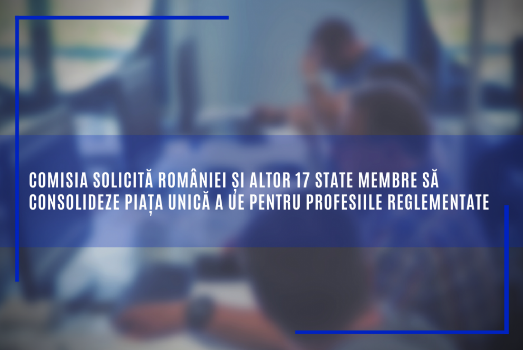 COMISIA SOLICITĂ ROMÂNIEI ȘI ALTOR 17 STATE MEMBRE SĂ
CONSOLIDEZE PIAȚA UNICĂ A UE PENTRU PROFESIILE REGLEMENTATE